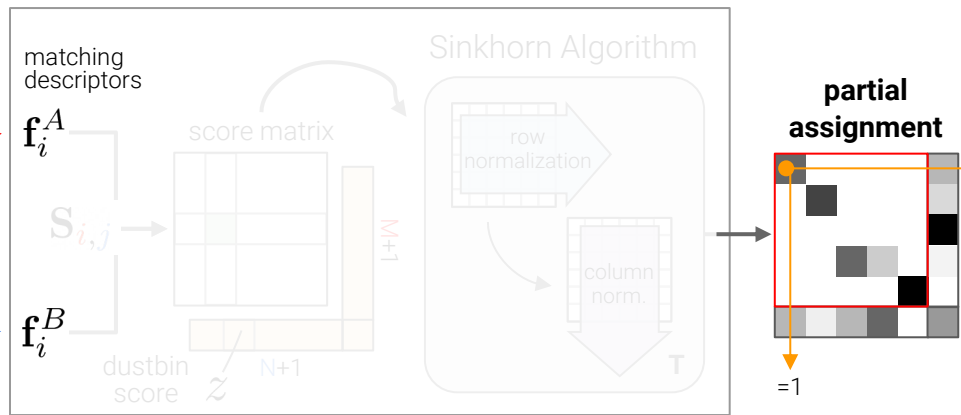 matching
descriptors
f_i^A
S_{i,j}
f_i^B
score matrix
M+1
N+1
dustbin
score z
Sinkhorn Algorithm
row
normalization
column
norm.
T
partial
assignment
=1